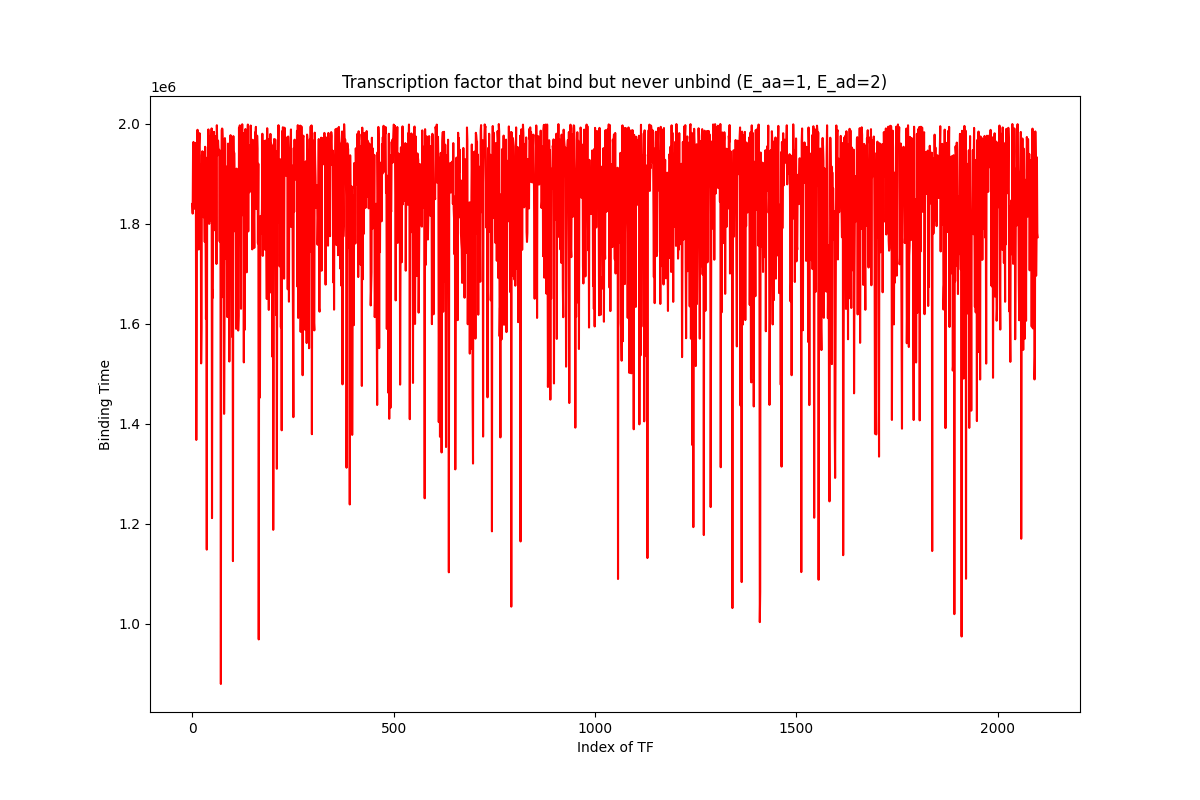 Transcription factor that bind but never unbind (E_aa=1, E_ad=2)
1e6
2.0
1.8
1.6
1.4
1.2
1.0
Binding Time
0 500 1000 1500 2000
Index of TF